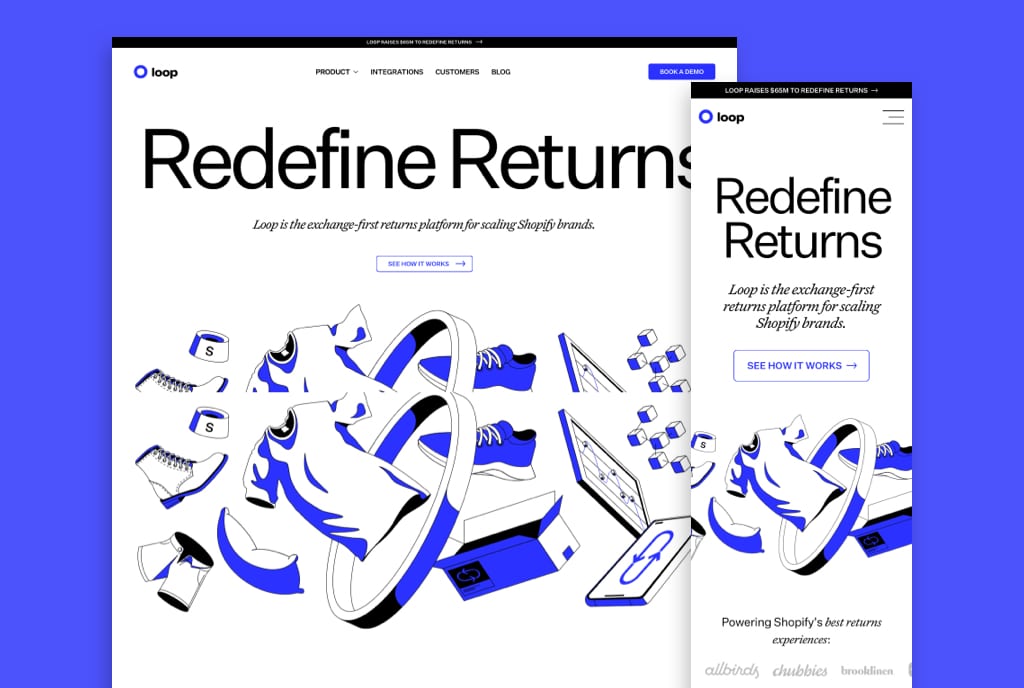 LOOP RAISES $65M TO REDEFINE RETURNS
loop
PRODUCT
INTEGRATIONS
CUSTOMERS
BLOG
BOOK A DEMO
Redefine Returns
Loop is the exchange-first returns platform for scaling Shopify brands.
SEE HOW IT WORKS
S
S
LOOP RAISES $65M TO REDEFINE RETURNS
loop
Redefine
Returns
Loop is the exchange-first
returns platform for scaling
Shopify brands.
SEE HOW IT WORKS
S
Powering Shopify's best returns
experiences:
allbirds
chubbies
brooklinen